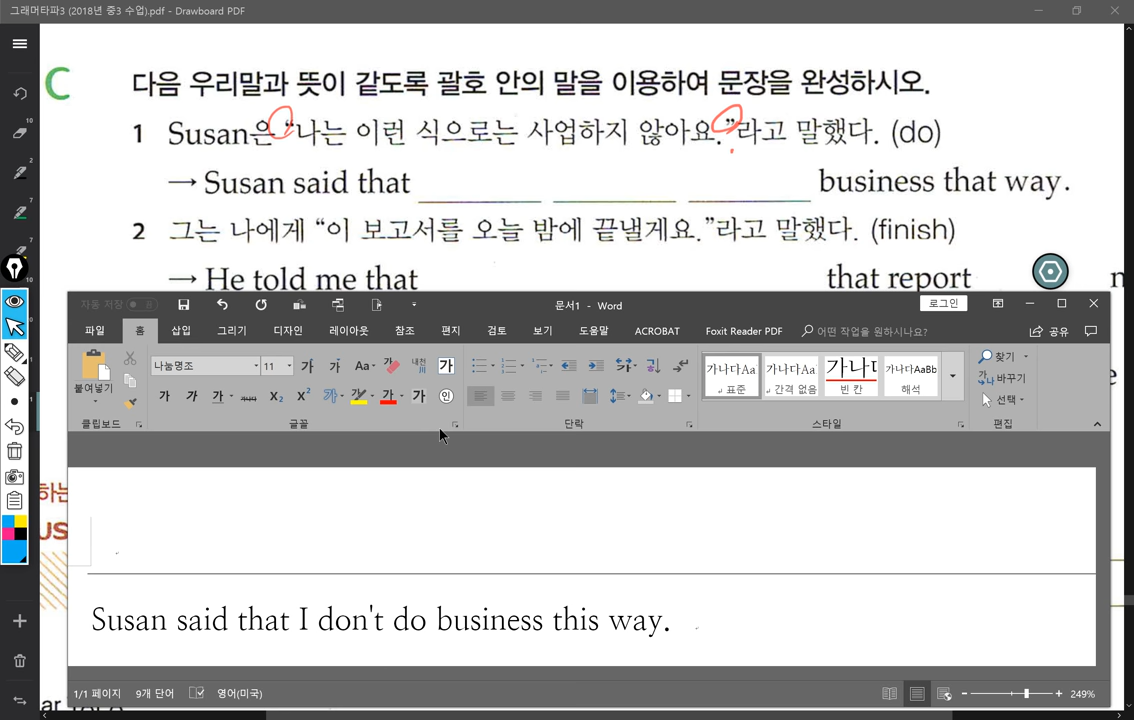 그래머타파3 (2018년 중3 수업).pdf - Drawboard PDF
C
다음 우리말과 뜻이 같도록 괄호 안의 말을 이용하여 문장을 완성하시오.
1 Susan은 “나는 이런 식으로는 사업하지 않아요.”라고 말했다. (do)
→ Susan said that ____ ____ ____ business that way.
2 그는 나에게 “이 보고서를 오늘 밤에 끝낼게요.”라고 말했다. (finish)
→ He told me that that report
자동 저장
문서1 - Word
로그인
파일 홈 삽입 그리기 디자인 레이아웃 참조 편지 검토 보기 도움말 ACROBAT Foxit Reader PDF 어떤 작업을 원하시나요? 공유
붙여넣기
나눔명조 11 가 가 Aa 가 내천 가
가 가 가 가나다 X₂ X² 가 가 가 가 인
가나다Aa 가나다Aa 가나다 가나다AaBb
↲ 표준 ↲ 간격 없음 빈 칸 해석
찾기
바꾸기
선택
클립보드 글꼴 단락 스타일 편집
하는
US
Susan said that I don't do business this way.
1/1 페이지 9개 단어 영어(미국) 249%